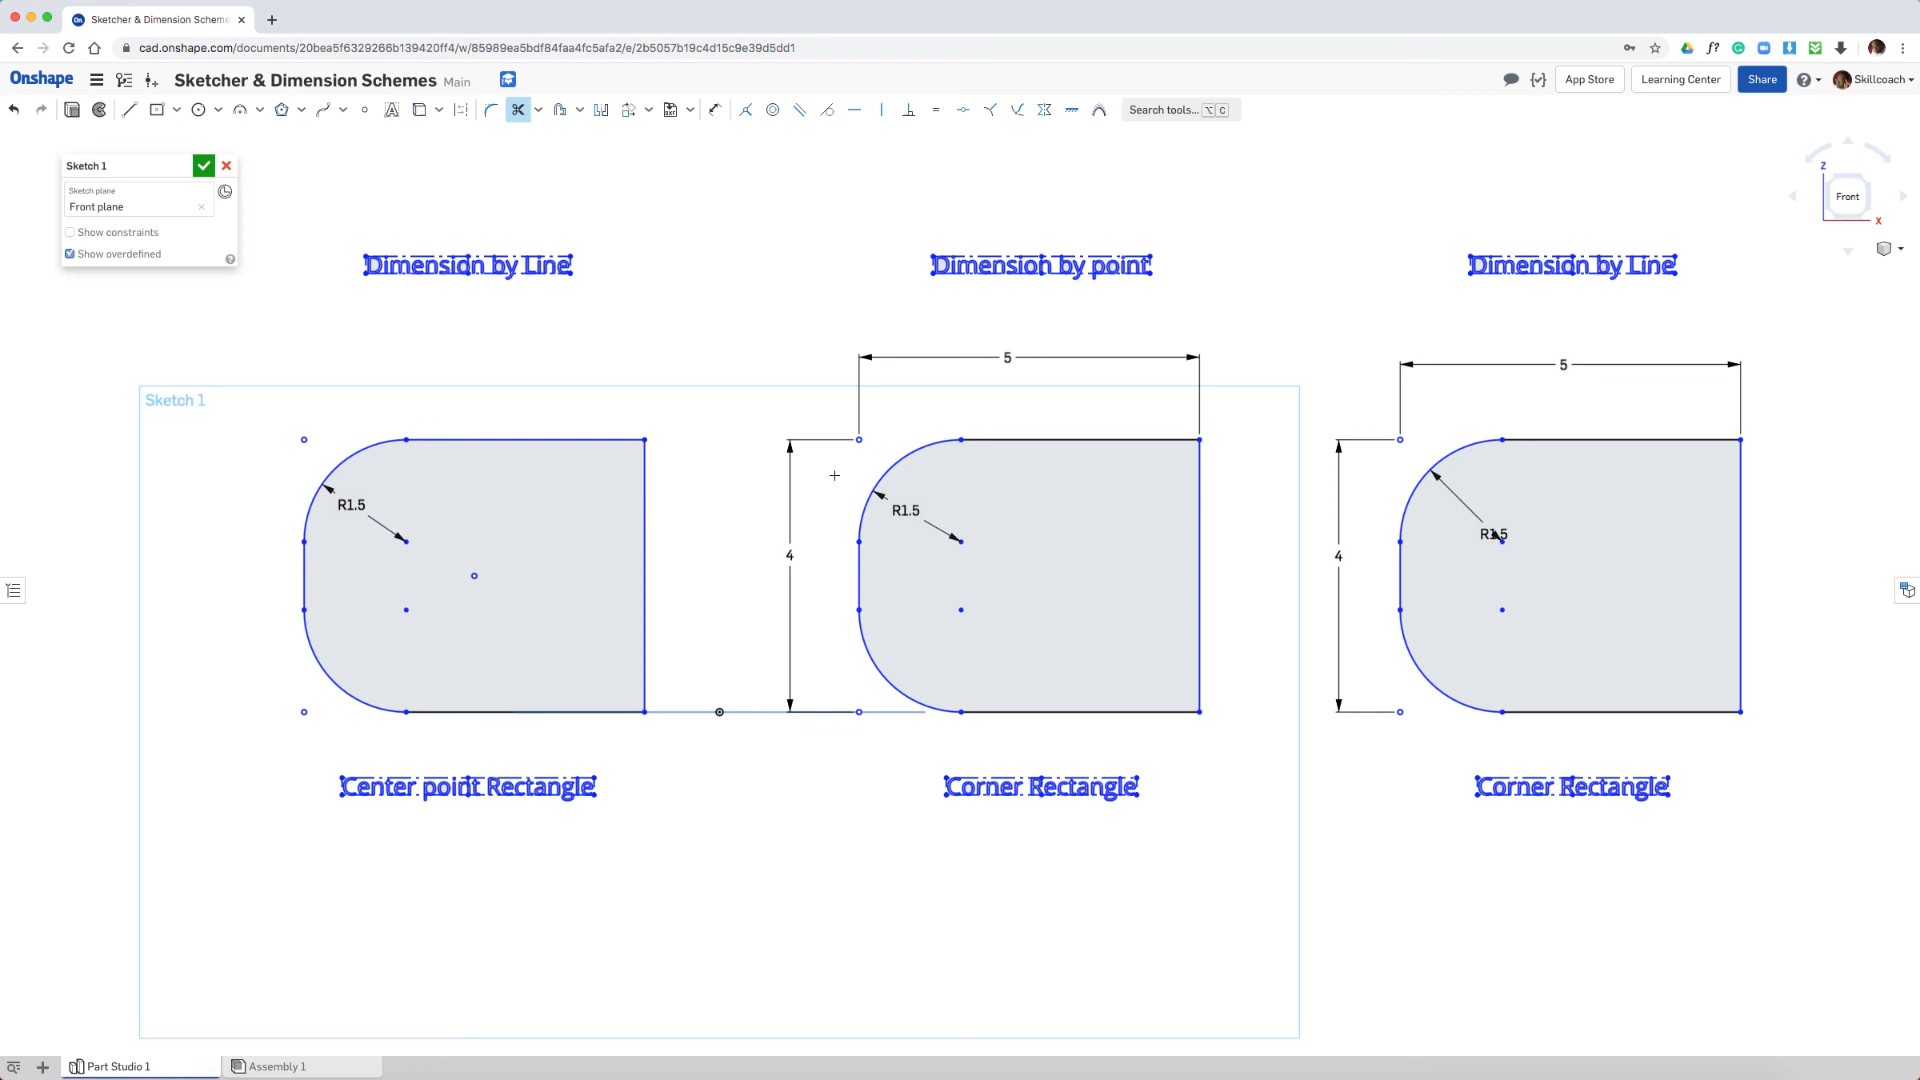 Sketcher & Dimension Scheme
cad.onshape.com/documents/20bea5f6329266b139420ff4/w/85989ea5bdf84faa4fc5afa2/e/2b5057b19c4d15c9e39d5dd1
f?
Onshape
Sketcher & Dimension Schemes Main
App Store
Learning Center
Share
Skillcoach
Search tools... ⌥ C
Sketch 1
Sketch plane
Front plane
Show constraints
Show overdefined
Z
Front
X
Dimension by Line
Dimension by point
Dimension by Line
5
5
Sketch 1
R1.5
R1.5
R1.5
4
4
Center point Rectangle
Corner Rectangle
Corner Rectangle
Part Studio 1
Assembly 1